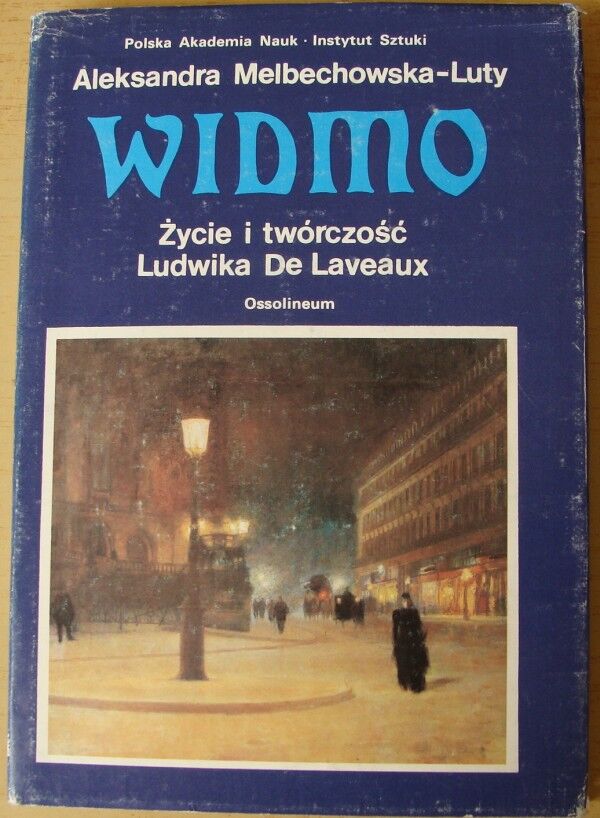 Polska Akademia Nauk · Instytut Sztuki
Aleksandra Melbechowska-Luty
WIDMO
Życie i twórczość
Ludwika De Laveaux
Ossolineum